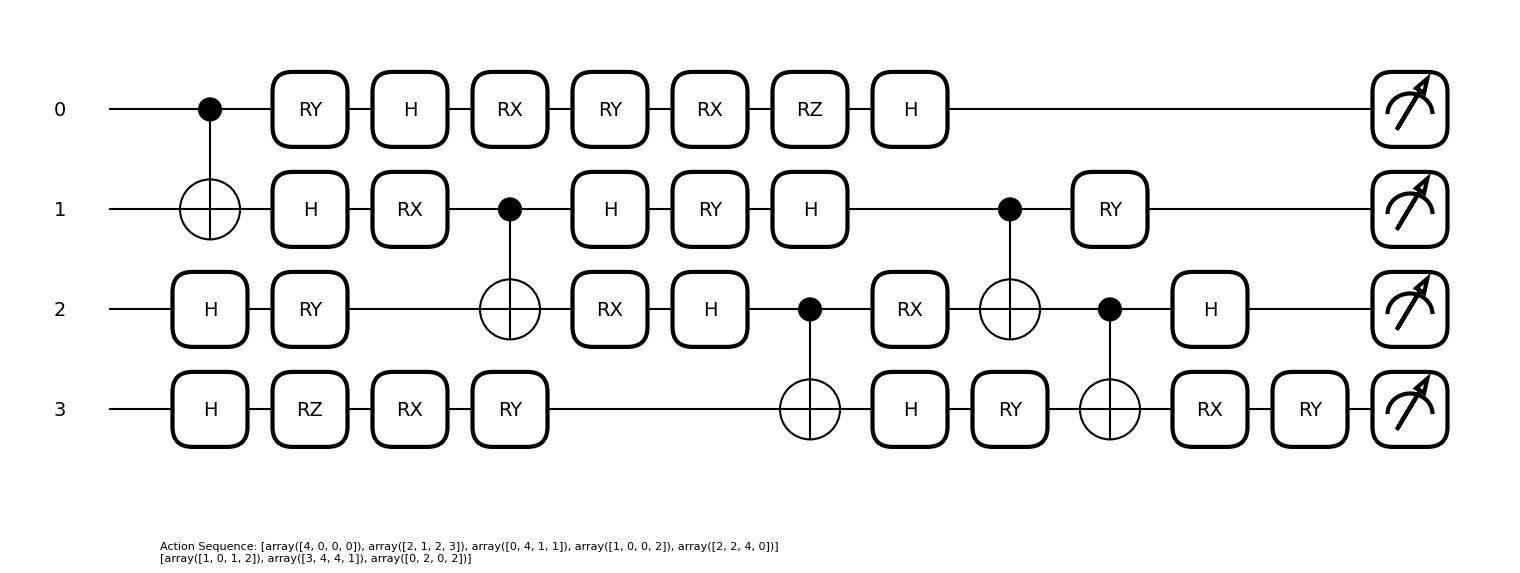 0 RY H RX RY RX RZ H
1 H RX H RY H RY
2 H RY RX H RX H
3 H RZ RX RY H RY RX RY
Action Sequence: [array([4, 0, 0, 0]), array([2, 1, 2, 3]), array([0, 4, 1, 1]), array([1, 0, 0, 2]), array([2, 2, 4, 0])]
[array([1, 0, 1, 2]), array([3, 4, 4, 1]), array([0, 2, 0, 2])]